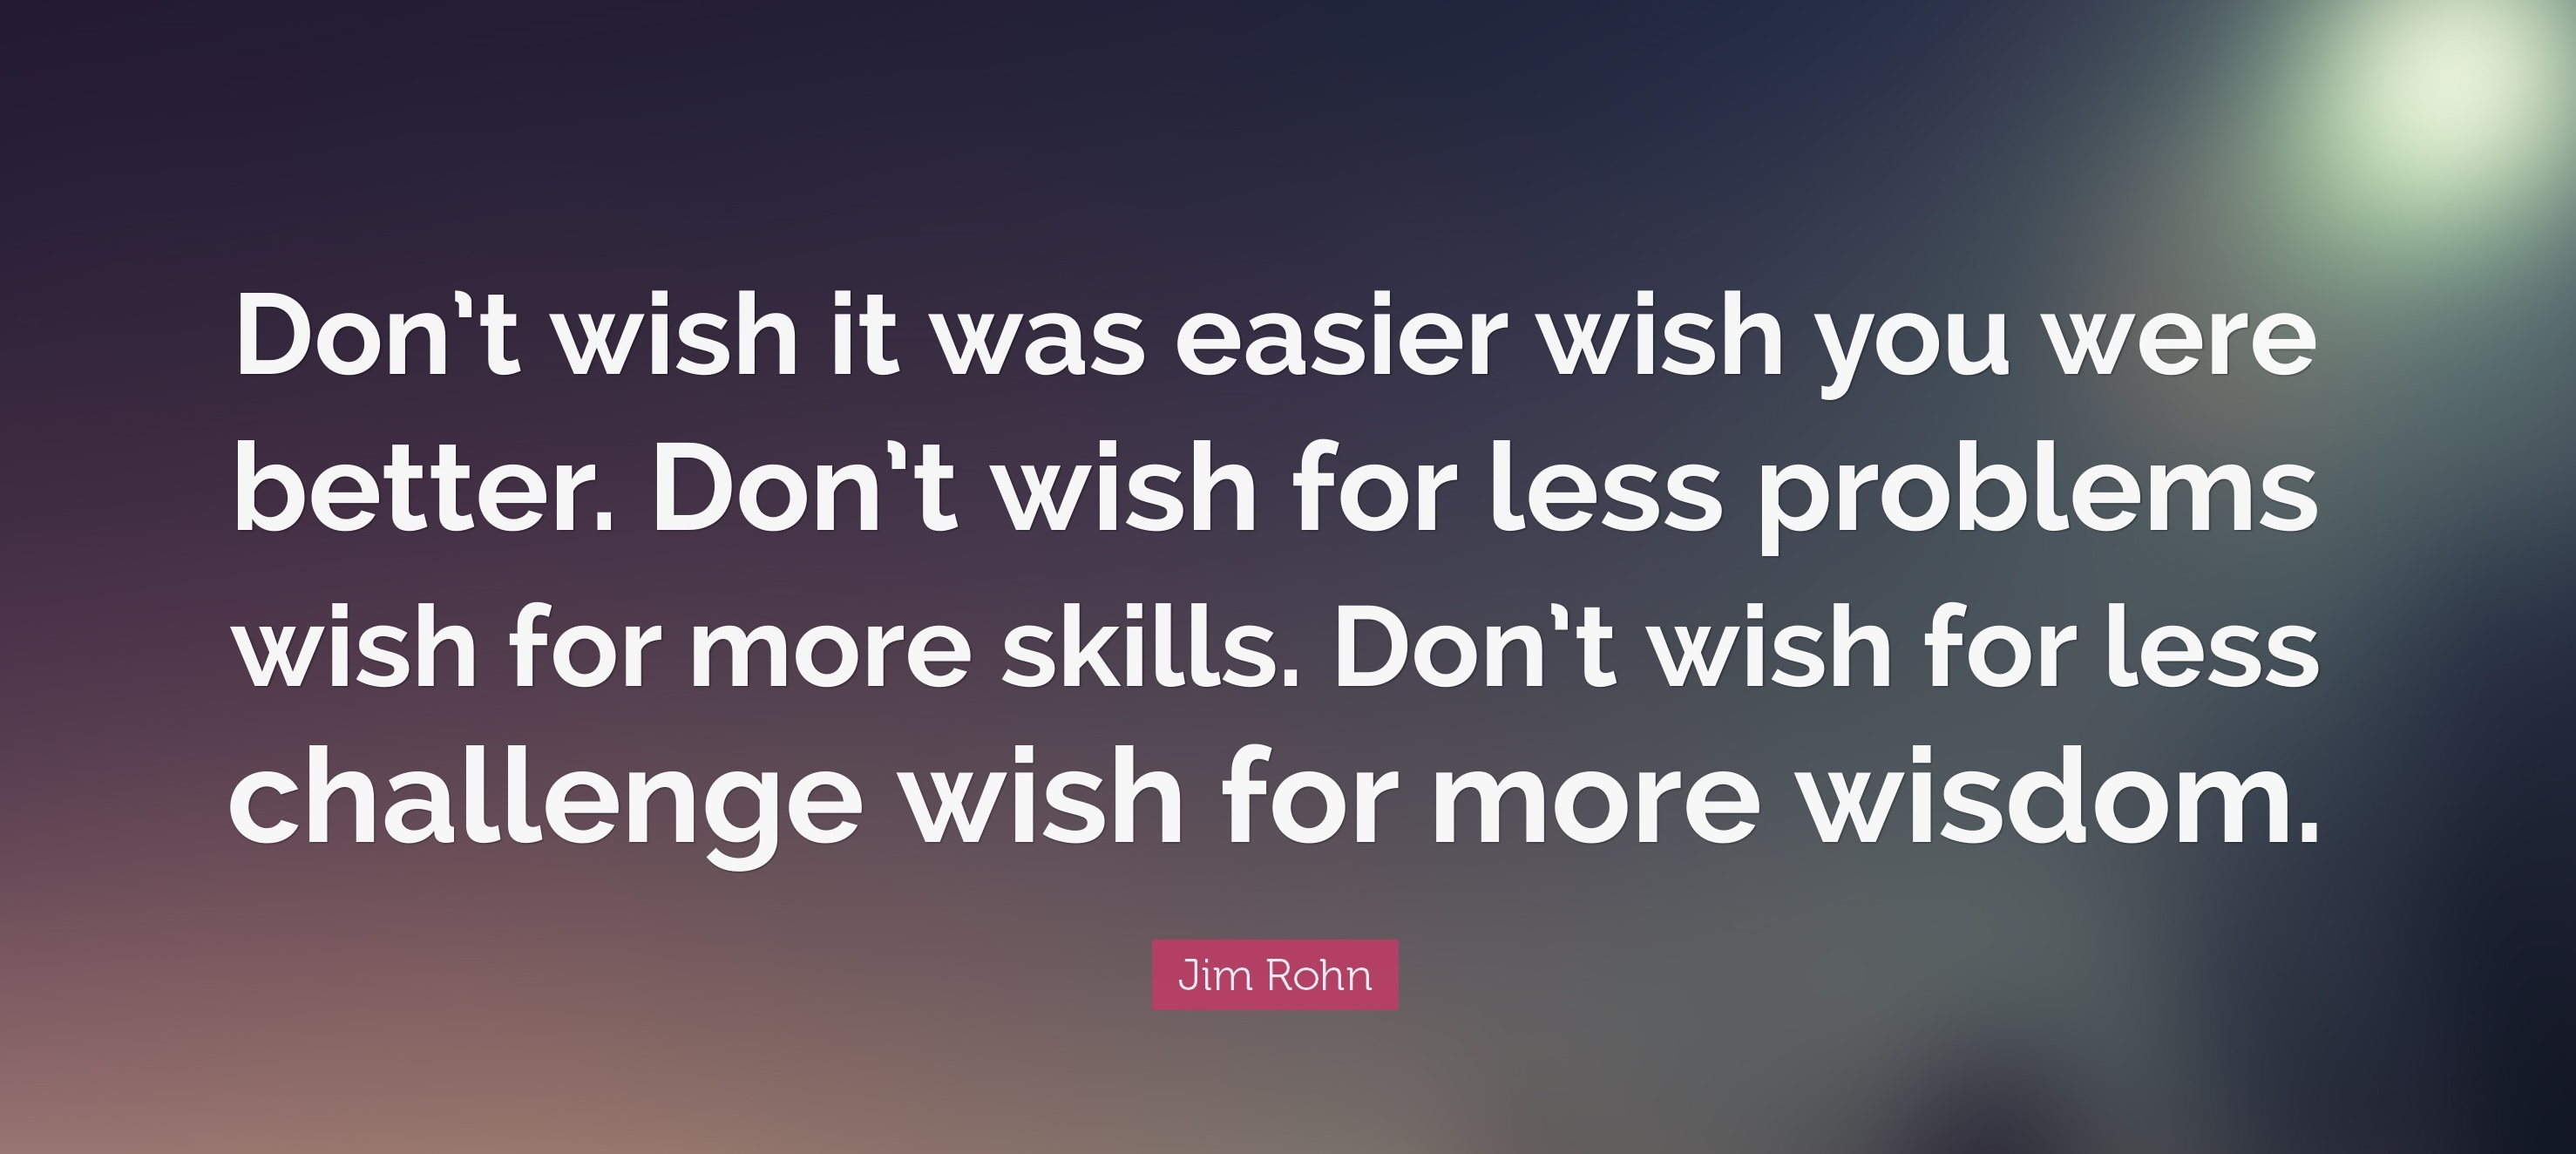 Don’t wish it was easier wish you were
better. Don’t wish for less problems
wish for more skills. Don’t wish for less
challenge wish for more wisdom.
Jim Rohn